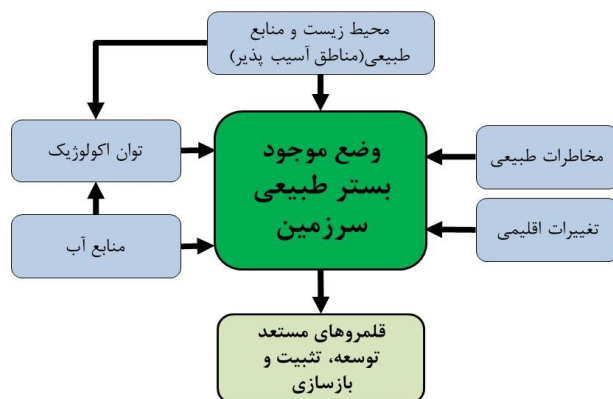 محیط زیست و منابع
طبیعی(مناطق آسیب پذیر)
توان اکولوژیک
وضع موجود
بستر طبیعی
سرزمین
مخاطرات طبیعی
منابع آب
تغییرات اقلیمی
قلمروهای مستعد
توسعه، تثبیت و
بازسازی